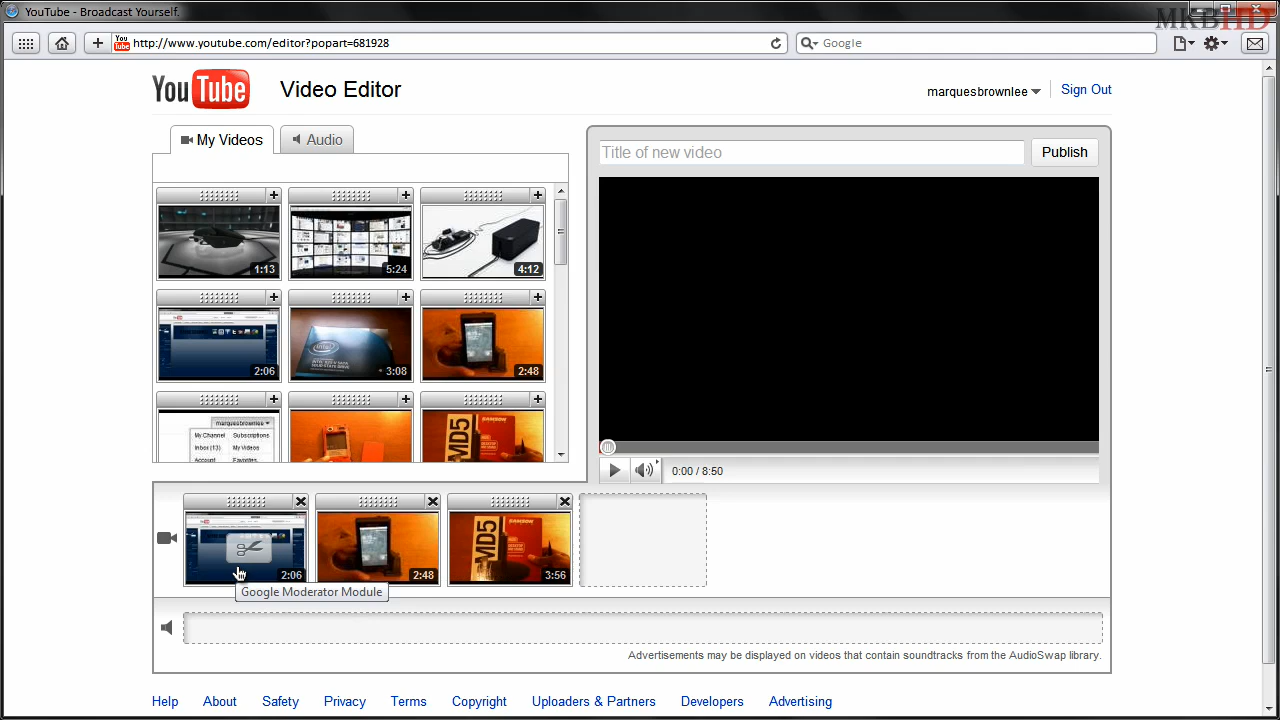 YouTube - Broadcast Yourself.
MKBHD
http://www.youtube.com/editor?popart=681928
Google
YouTube
Video Editor
marquesbrownlee
Sign Out
My Videos
Audio
Title of new video
Publish
1:13
5:24
4:12
2:06
3:08
2:48
marquesbrownlee
My Channel Subscriptions
Inbox (13) My Videos
Account Favorites
MD5
SAMSON
0:00 / 8:50
2:06
2:48
MD5
SAMSON
3:56
Google Moderator Module
Advertisements may be displayed on videos that contain soundtracks from the AudioSwap library.
Help About Safety Privacy Terms Copyright Uploaders & Partners Developers Advertising